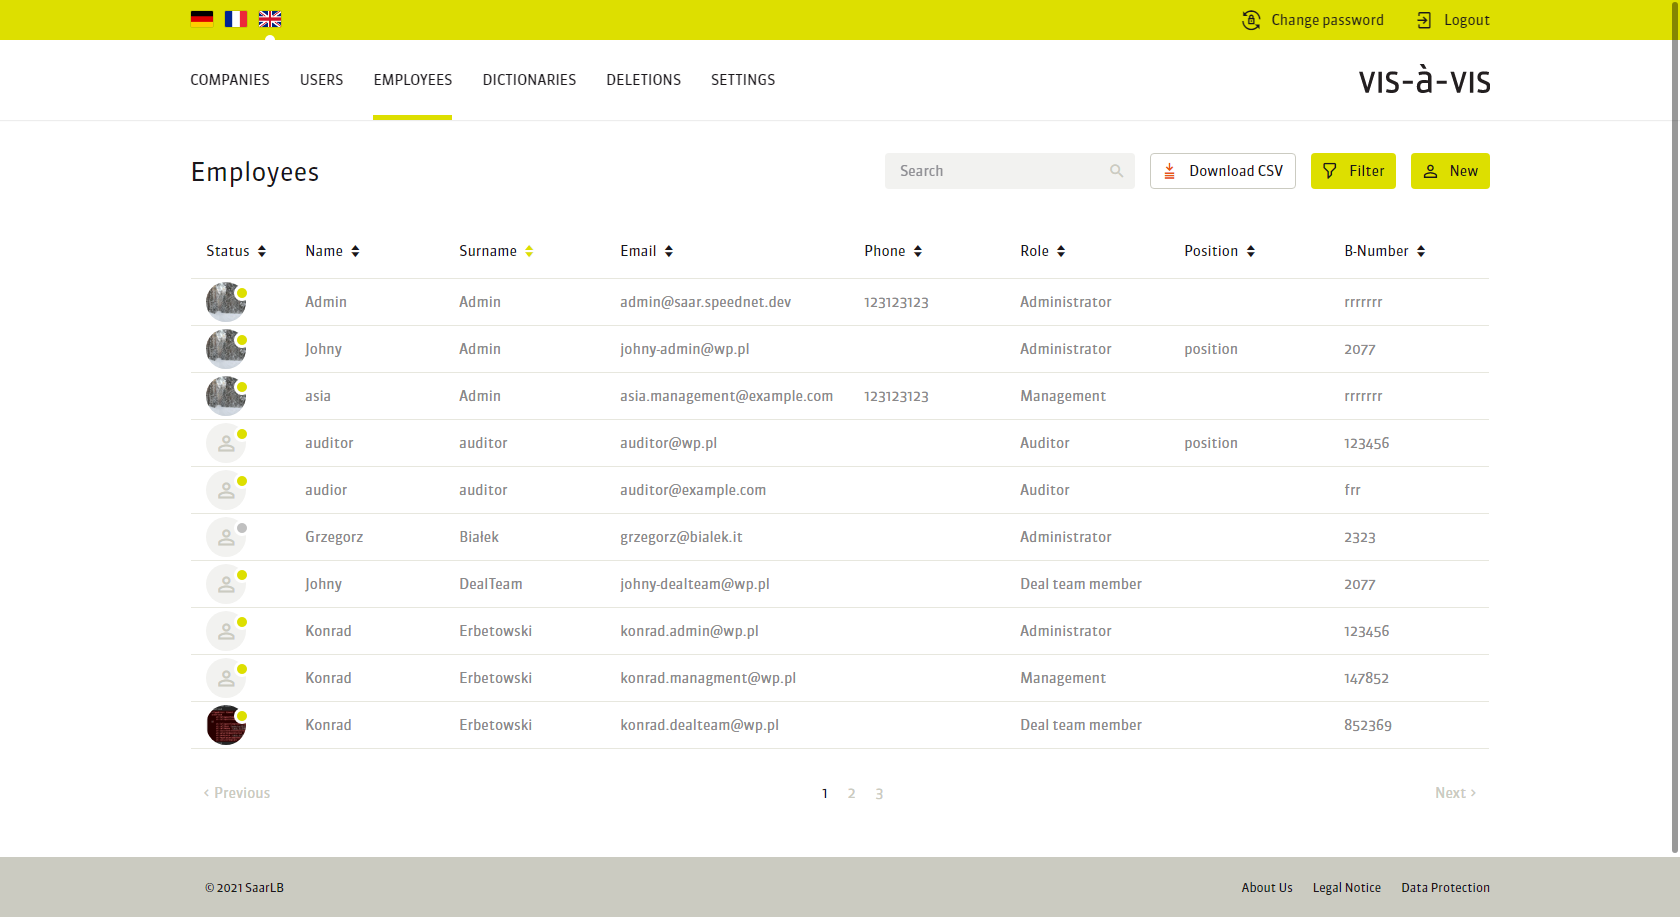 Change password Logout
COMPANIES USERS EMPLOYEES DICTIONARIES DELETIONS SETTINGS VIS-à-VIS
Employees Search Download CSV Filter New
Status Name Surname Email Phone Role Position B-Number
Admin Admin admin@saar.speednet.dev 123123123 Administrator rrrrrrr
Johny Admin johny-admin@wp.pl Administrator position 2077
asia Admin asia.management@example.com 123123123 Management rrrrrrr
auditor auditor auditor@wp.pl Auditor position 123456
audior auditor auditor@example.com Auditor frr
Grzegorz Białek grzegorz@bialek.it Administrator 2323
Johny DealTeam johny-dealteam@wp.pl Deal team member 2077
Konrad Erbetowski konrad.admin@wp.pl Administrator 123456
Konrad Erbetowski konrad.managment@wp.pl Management 147852
Konrad Erbetowski konrad.dealteam@wp.pl Deal team member 852369
‹ Previous 1 2 3 Next ›
© 2021 SaarLB About Us Legal Notice Data Protection